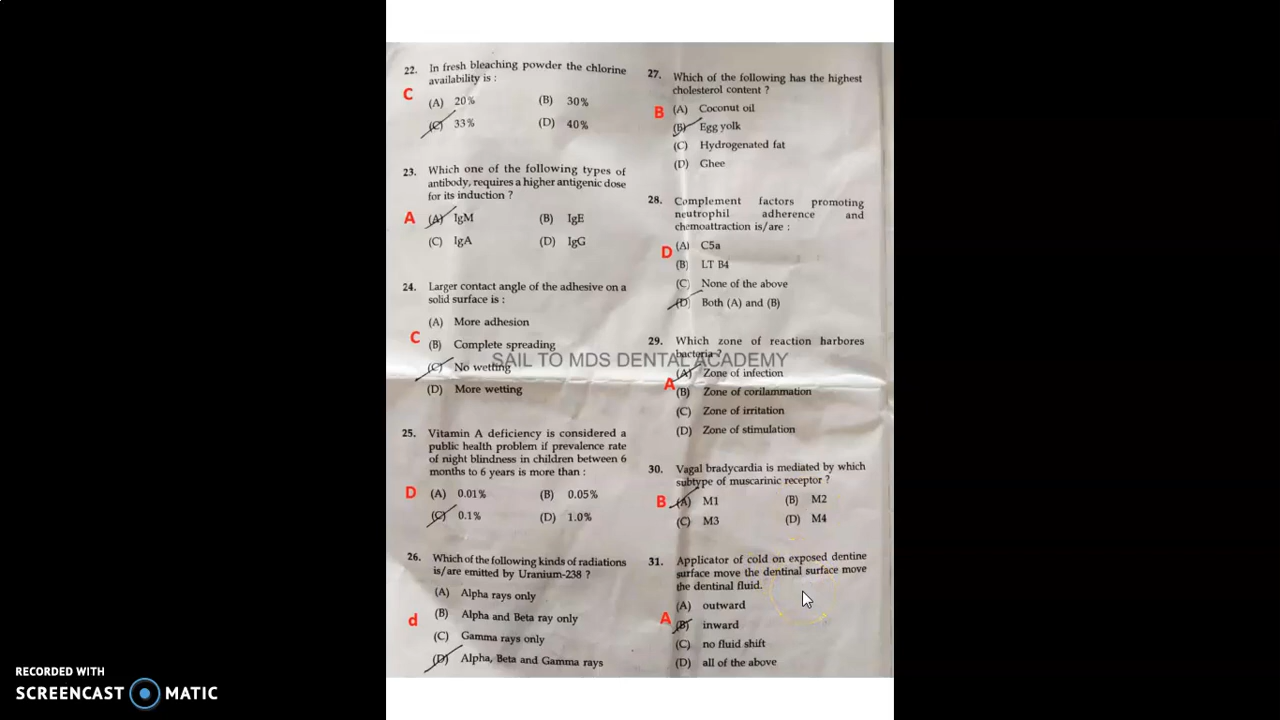 22. In fresh bleaching powder the chlorine
availability is :
C
(A) 20% (B) 30%
(C) 33% (D) 40%
23. Which one of the following types of
antibody, requires a higher antigenic dose
for its induction ?
A (A) IgM (B) IgE
(C) IgA (D) IgG
24. Larger contact angle of the adhesive on a
solid surface is :
(A) More adhesion
C
(B) Complete spreading
(C) No wetting
(D) More wetting
25. Vitamin A deficiency is considered a
public health problem if prevalence rate
of night blindness in children between 6
months to 6 years is more than :
D (A) 0.01% (B) 0.05%
(C) 0.1% (D) 1.0%
26. Which of the following kinds of radiations
is/are emitted by Uranium-238 ?
(A) Alpha rays only
d (B) Alpha and Beta ray only
(C) Gamma rays only
(D) Alpha, Beta and Gamma rays
27. Which of the following has the highest
cholesterol content ?
B (A) Coconut oil
(B) Egg yolk
(C) Hydrogenated fat
(D) Ghee
28. Complement factors promoting
neutrophil adherence and
chemoattraction is/are :
D (A) C5a
(B) LT B4
(C) None of the above
(D) Both (A) and (B)
29. Which zone of reaction harbores
bacteria ?
SAIL TO MDS DENTAL ACADEMY
(A) Zone of infection
A
(B) Zone of corilammation
(C) Zone of irritation
(D) Zone of stimulation
30. Vagal bradycardia is mediated by which
subtype of muscarinic receptor ?
B (A) M1 (B) M2
(C) M3 (D) M4
31. Applicator of cold on exposed dentine
surface move the dentinal surface move
the dentinal fluid.
(A) outward
A (B) inward
(C) no fluid shift
(D) all of the above
RECORDED WITH
SCREENCAST MATIC